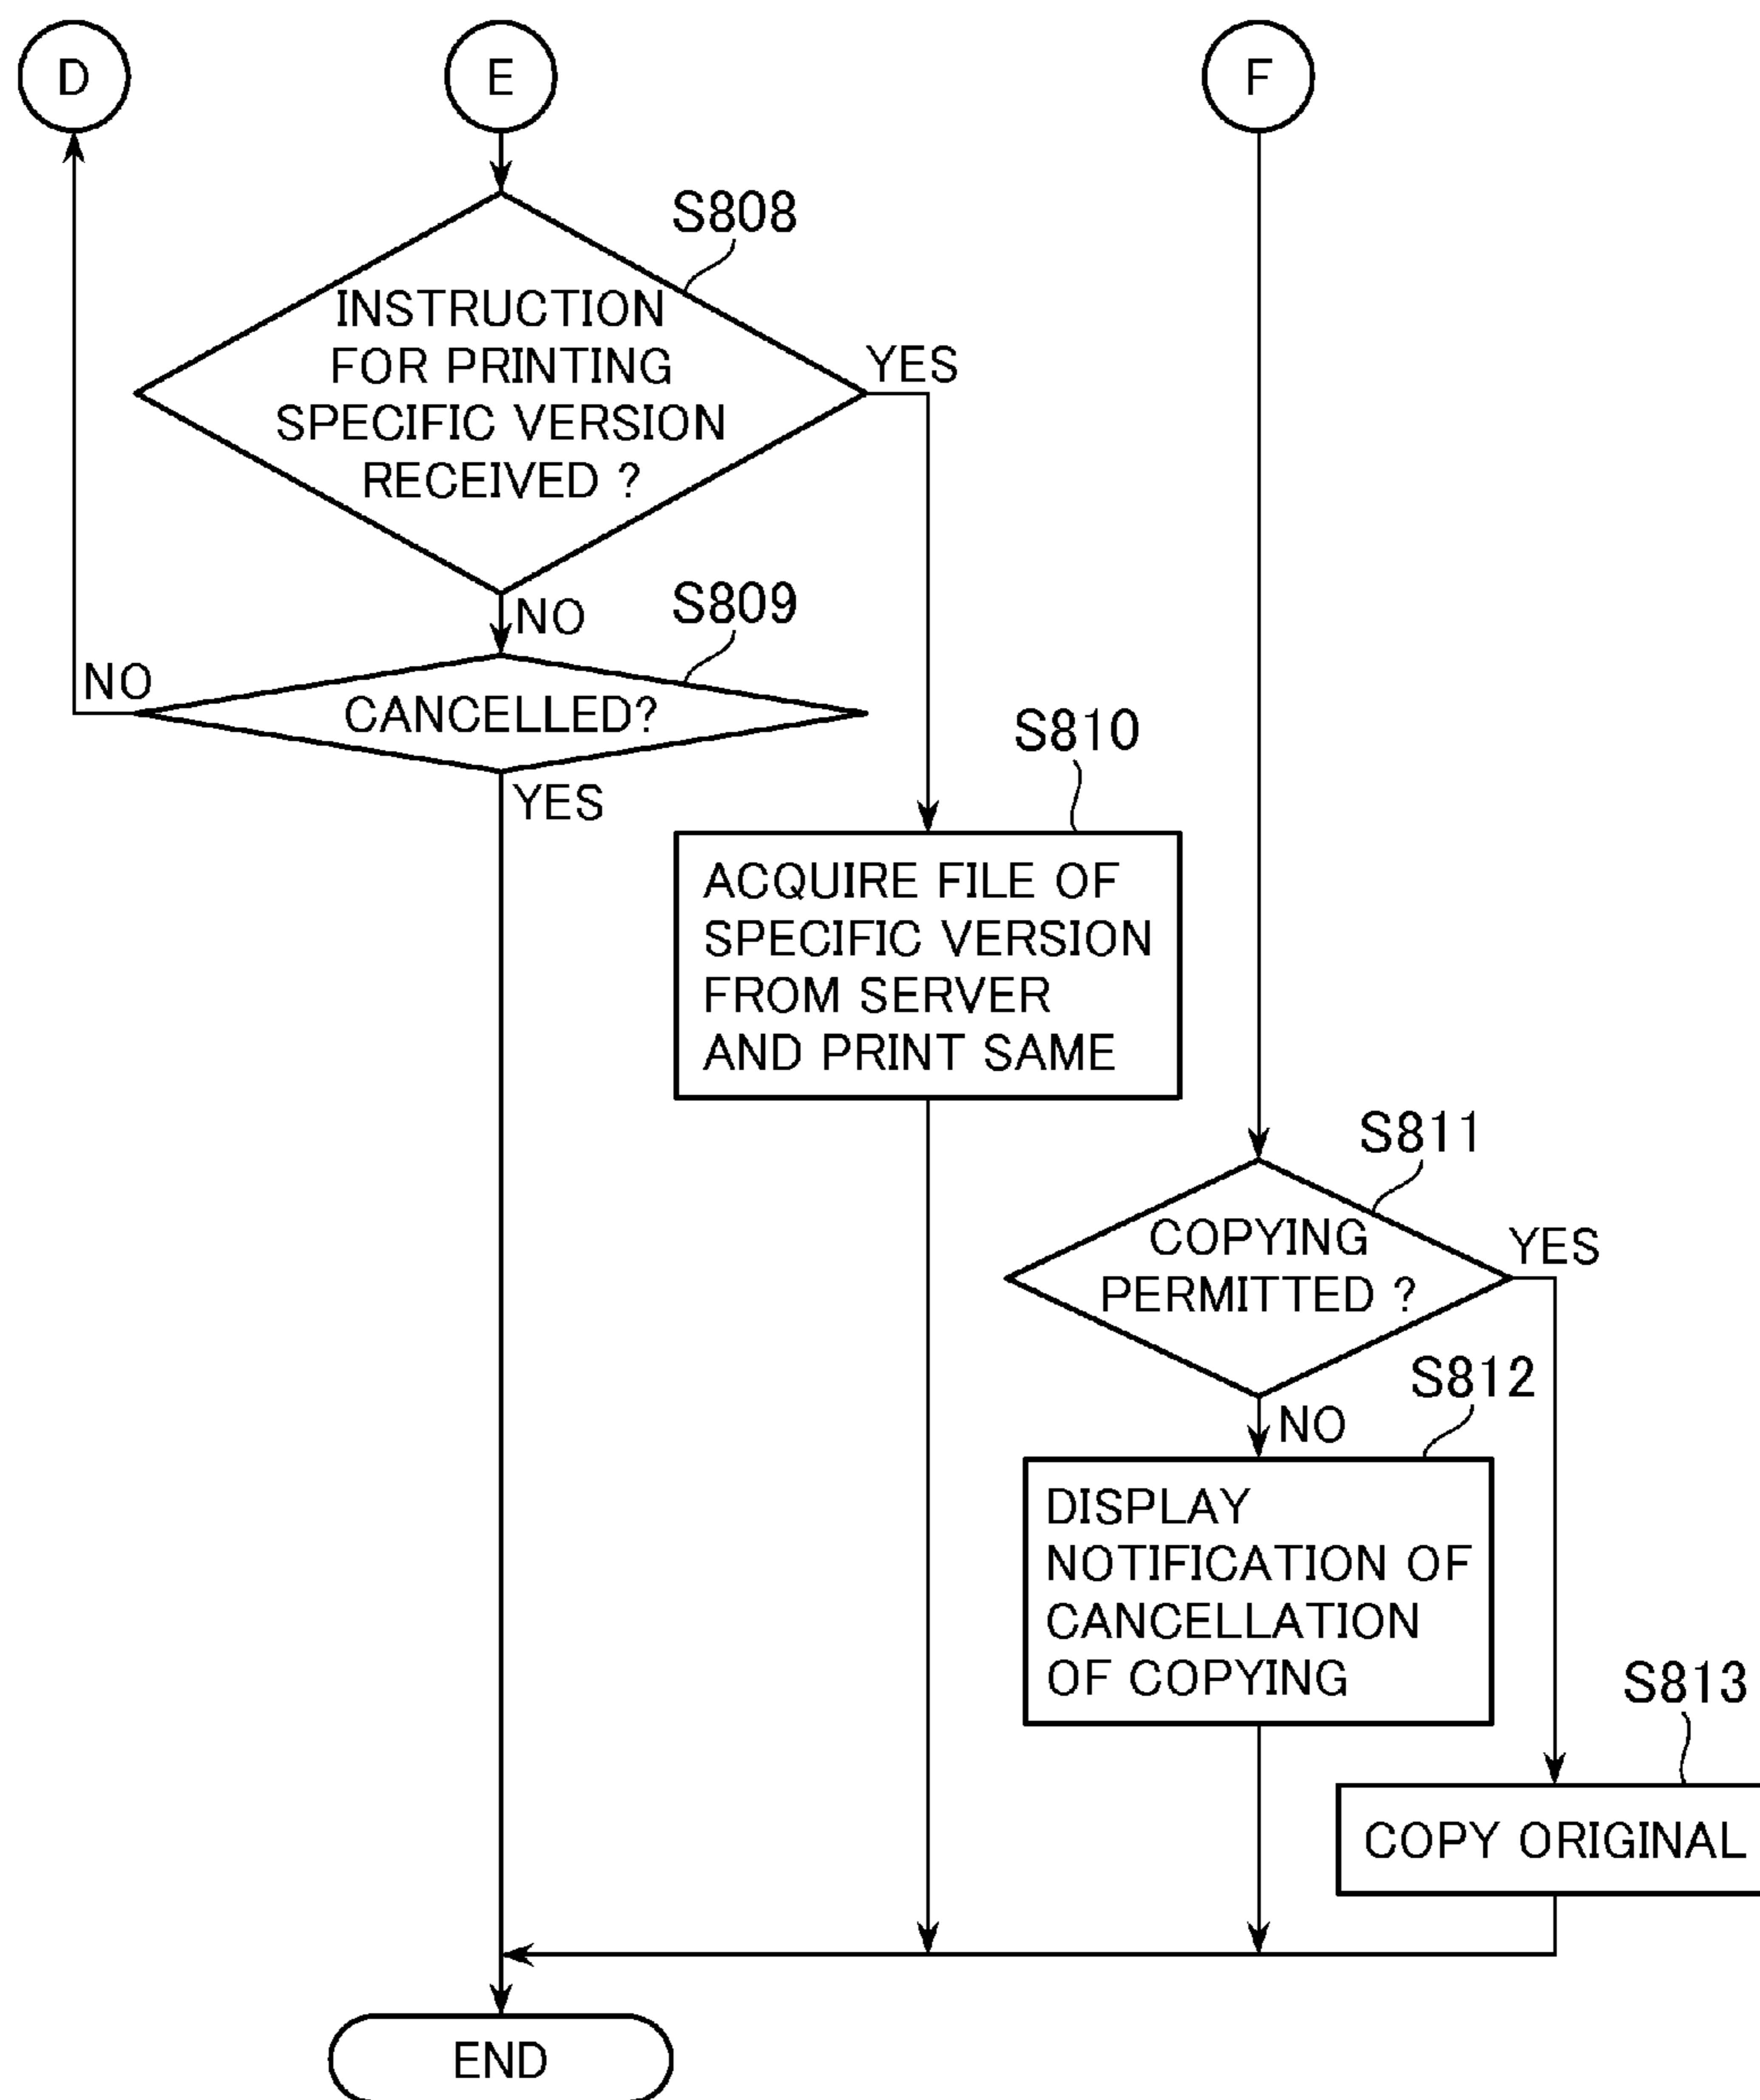 D
E
F
S808
INSTRUCTION
FOR PRINTING
SPECIFIC VERSION
RECEIVED ?
YES
NO
S809
NO
CANCELLED?
YES
S810
ACQUIRE FILE OF
SPECIFIC VERSION
FROM SERVER
AND PRINT SAME
S811
COPYING
PERMITTED ?
YES
NO
S812
DISPLAY
NOTIFICATION OF
CANCELLATION
OF COPYING
S813
COPY ORIGINAL
END